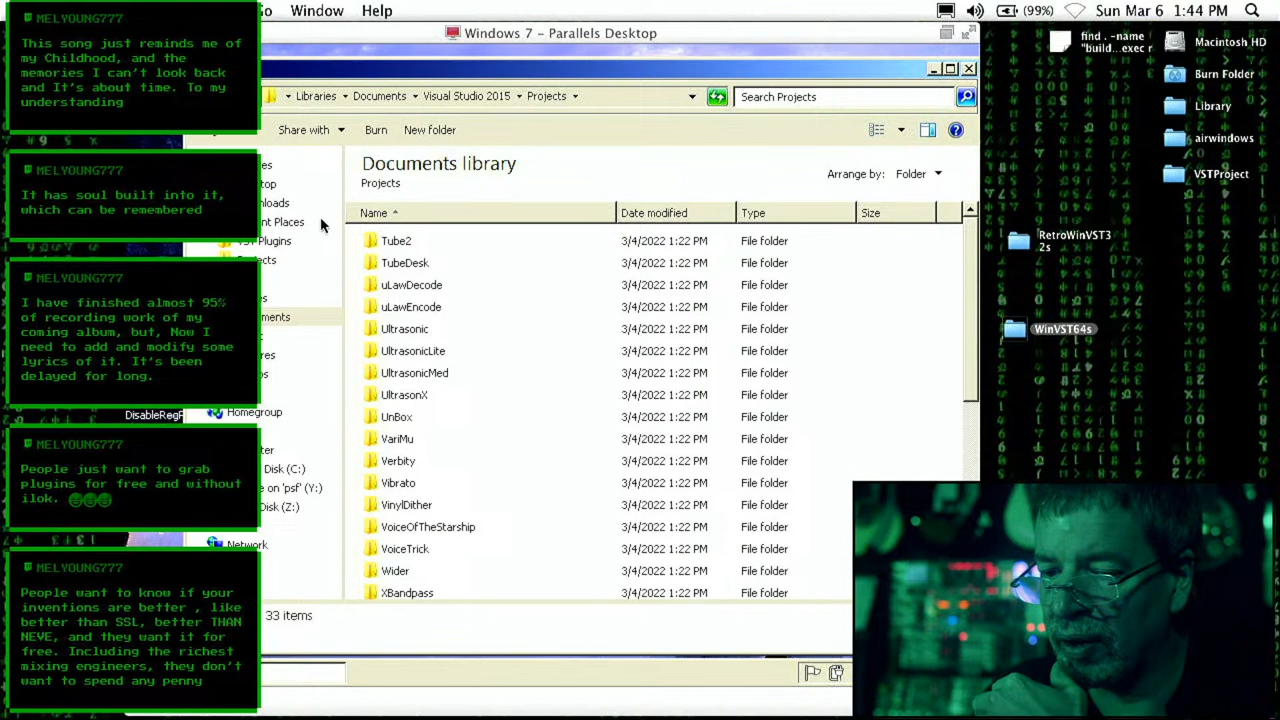 MELYOUNG777
This song just reminds me of
my Childhood, and the
memories I can't look back
and It's about time. To my
understanding
MELYOUNG777
It has soul built into it,
which can be remembered
MELYOUNG777
I have finished almost 95%
of recording work of my
coming album, but, Now I
need to add and modify some
lyrics of it. It's been
delayed for long.
MELYOUNG777
People just want to grab
plugins for free and without
ilok.
MELYOUNG777
People want to know if your
inventions are better , like
better than SSL, better THAN
NEVE, and they want it for
free. Including the richest
mixing engineers, they don't
want to spend any penny
Window Help
(99%) Sun Mar 6 1:44 PM
Windows 7 - Parallels Desktop
Libraries Documents Visual Studio 2015 Projects
Search Projects
Share with Burn New folder
Documents library
Projects
Arrange by: Folder
Name Date modified Type Size
Tube2 3/4/2022 1:22 PM File folder
TubeDesk 3/4/2022 1:22 PM File folder
uLawDecode 3/4/2022 1:22 PM File folder
uLawEncode 3/4/2022 1:22 PM File folder
Ultrasonic 3/4/2022 1:22 PM File folder
UltrasonicLite 3/4/2022 1:22 PM File folder
UltrasonicMed 3/4/2022 1:22 PM File folder
UltrasonX 3/4/2022 1:22 PM File folder
UnBox 3/4/2022 1:22 PM File folder
VariMu 3/4/2022 1:22 PM File folder
Verbity 3/4/2022 1:22 PM File folder
Vibrato 3/4/2022 1:22 PM File folder
VinylDither 3/4/2022 1:22 PM File folder
VoiceOfTheStarship 3/4/2022 1:22 PM File folder
VoiceTrick 3/4/2022 1:22 PM File folder
Wider 3/4/2022 1:22 PM File folder
XBandpass 3/4/2022 1:22 PM File folder
33 items
nt Places
Plugins
DisableRegF
Homegroup
Disk (C:)
e on 'psf' (Y:)
Disk (Z:)
Network
find . -name
"build...exec r
Macintosh HD
Burn Folder
Library
airwindows
VSTProject
RetroWinVST3
2s
WinVST64s